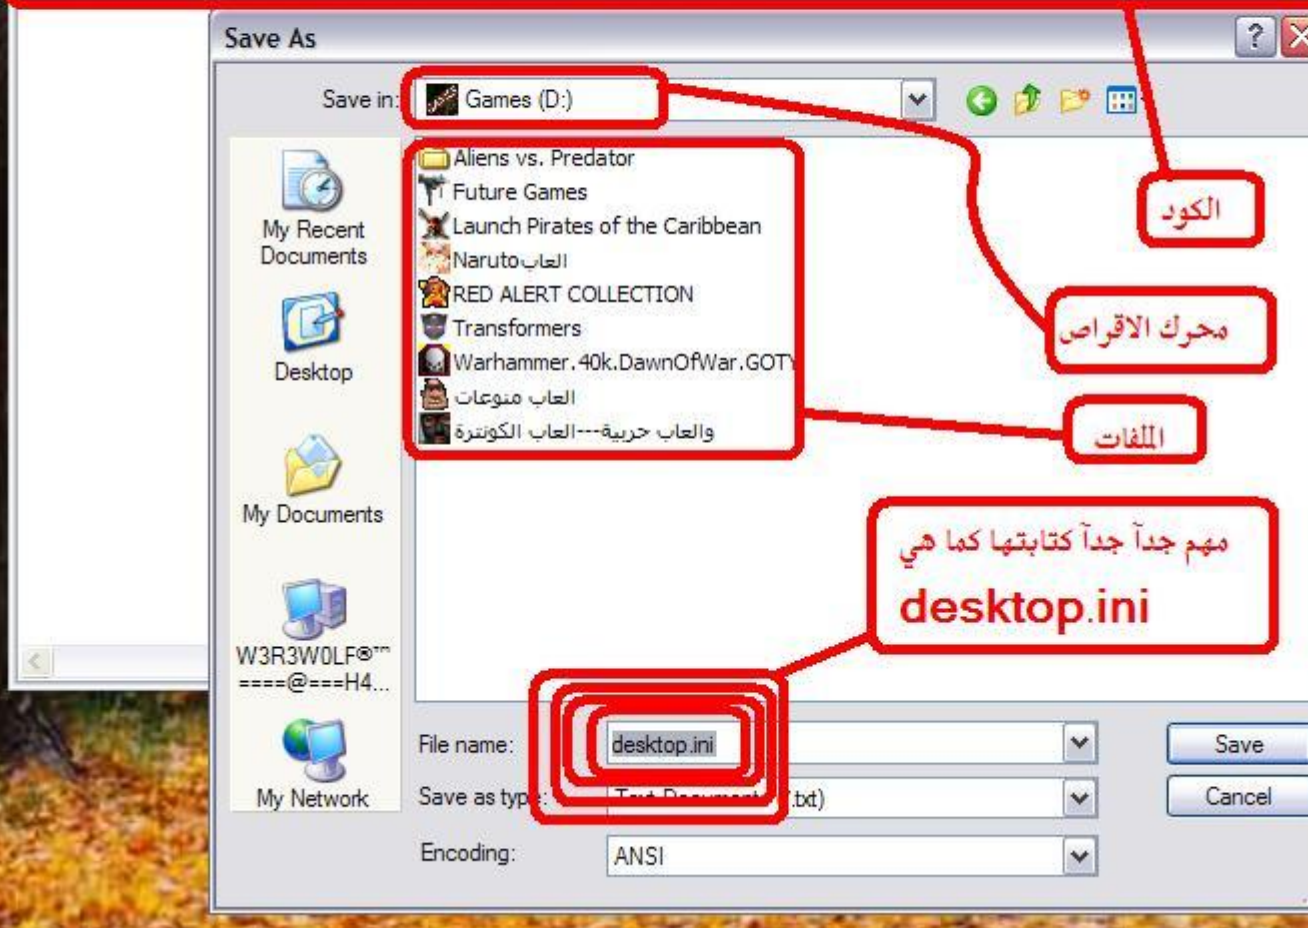 Save As
Save in:
Games (D:)
الكود
محرك الاقراص
الملفات
My Recent
Documents
Desktop
My Documents
W3R3W0LF®™
====@===H4...
My Network
Aliens vs. Predator
Future Games
Launch Pirates of the Caribbean
العابNaruto
RED ALERT COLLECTION
Transformers
Warhammer.40k.DawnOfWar.GOTY
العاب منوعات
والعاب حربية---العاب الكونترة
مهم جدآ جدآ كتابتها كما هي
desktop.ini
File name:
desktop.ini
Save
Save as type:
.txt)
Cancel
Encoding:
ANSI